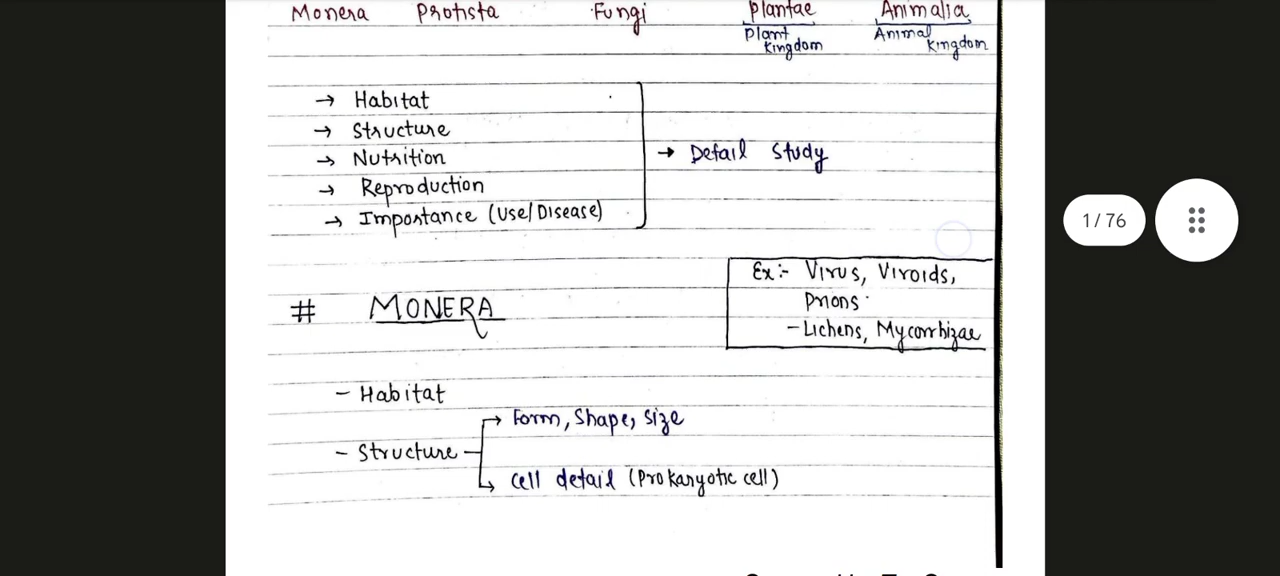 Monera Protista Fungi Plantae Animalia
Plant Kingdom Animal Kingdom
→ Habitat
→ Structure
→ Nutrition
→ Reproduction
→ Importance (Use/Disease)
→ Detail Study
1 / 76
Ex:- Virus, Viroids,
Prions
- Lichens, Mycorrhizae
# MONERA
- Habitat
- Structure
→ Form, Shape, Size
→ Cell detail (Prokaryotic cell)